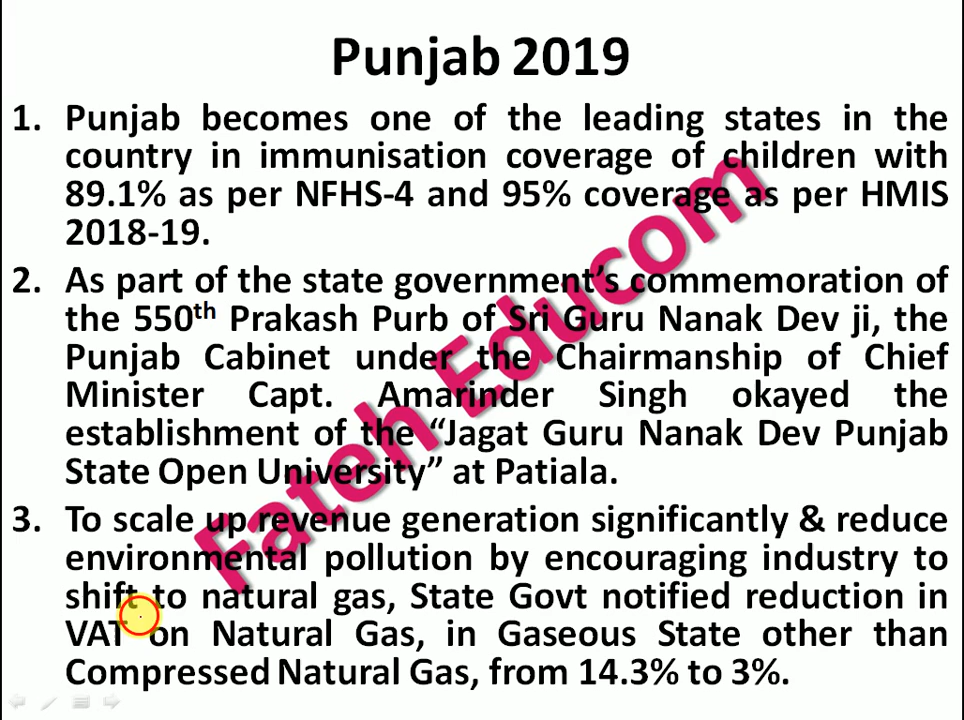 Punjab 2019
1. Punjab becomes one of the leading states in the
country in immunisation coverage of children with
89.1% as per NFHS-4 and 95% coverage as per HMIS
2018-19.
2. As part of the state government’s commemoration of
the 550th Prakash Purb of Sri Guru Nanak Dev ji, the
Punjab Cabinet under the Chairmanship of Chief
Minister Capt. Amarinder Singh okayed the
establishment of the “Jagat Guru Nanak Dev Punjab
State Open University” at Patiala.
3. To scale up revenue generation significantly & reduce
environmental pollution by encouraging industry to
shift to natural gas, State Govt notified reduction in
VAT on Natural Gas, in Gaseous State other than
Compressed Natural Gas, from 14.3% to 3%.
Fateh Educom